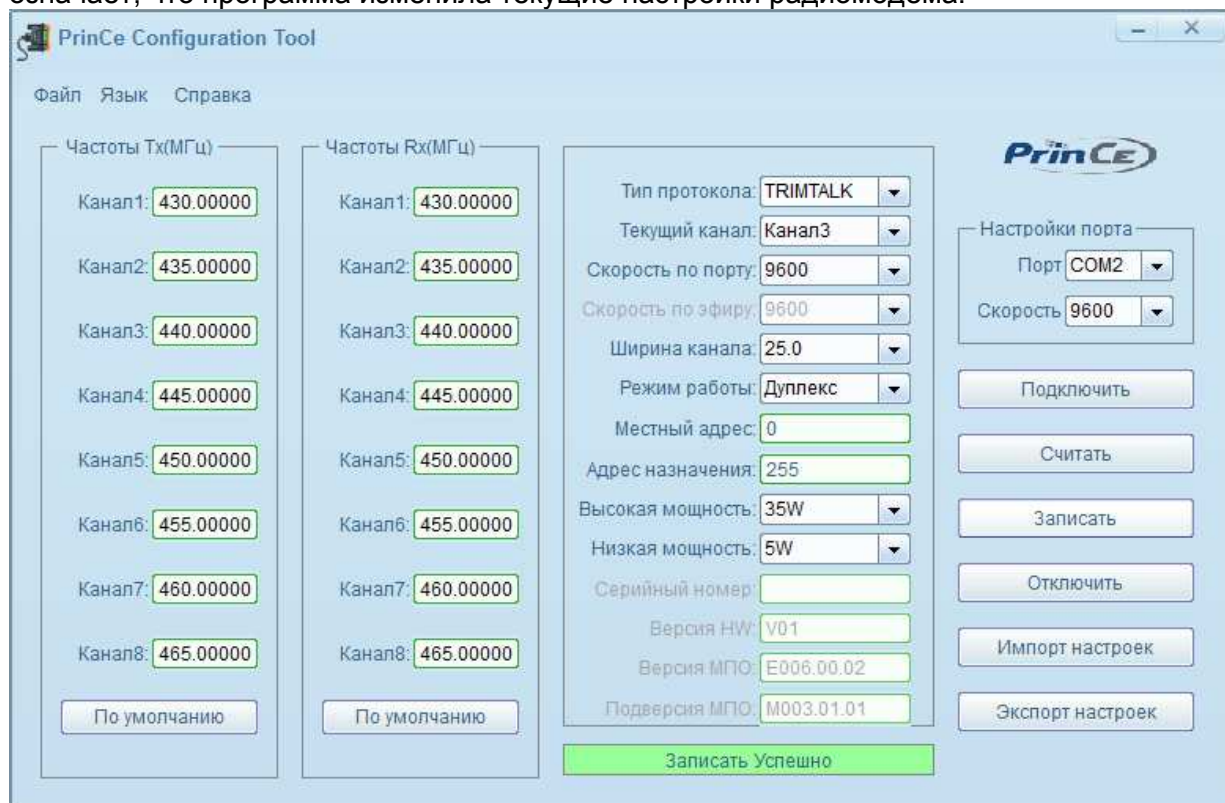 означает, что программа изменила текущие настройки радиомодема.
PrinCe Configuration Tool
Файл Язык Справка
Частоты Tx(МГц)
Канал1: 430.00000
Канал2: 435.00000
Канал3: 440.00000
Канал4: 445.00000
Канал5: 450.00000
Канал6: 455.00000
Канал7: 460.00000
Канал8: 465.00000
По умолчанию
Частоты Rx(МГц)
Канал1: 430.00000
Канал2: 435.00000
Канал3: 440.00000
Канал4: 445.00000
Канал5: 450.00000
Канал6: 455.00000
Канал7: 460.00000
Канал8: 465.00000
По умолчанию
Тип протокола: TRIMTALK
Текущий канал: Канал3
Скорость по порту: 9600
Скорость по эфиру: 9600
Ширина канала: 25.0
Режим работы: Дуплекс
Местный адрес: 0
Адрес назначения: 255
Высокая мощность: 35W
Низкая мощность: 5W
Серийный номер:
Версия HW: V01
Версия МПО: E006.00.02
Подверсия МПО: M003.01.01
Записать Успешно
PrinCE
Настройки порта
Порт COM2
Скорость 9600
Подключить
Считать
Записать
Отключить
Импорт настроек
Экспорт настроек